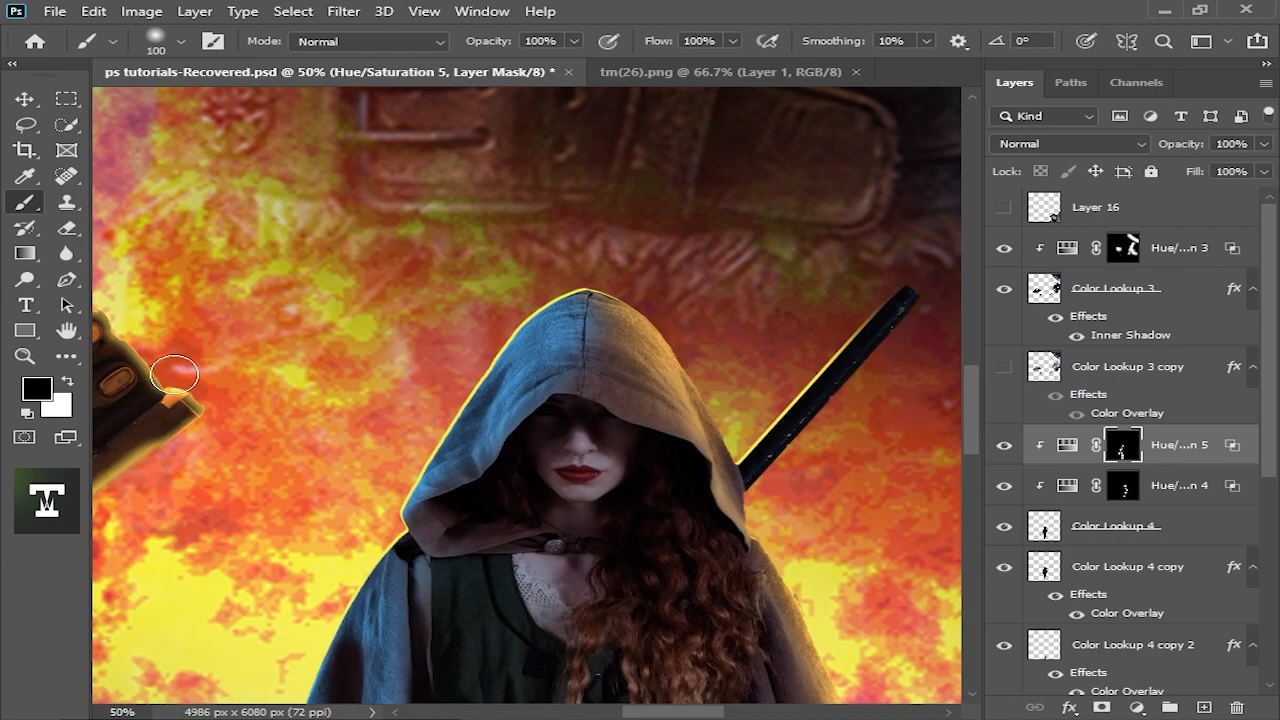 Ps File Edit Image Layer Type Select Filter 3D View Window Help
100 Mode: Normal Opacity: 100% Flow: 100% Smoothing: 10% 0°
ps tutorials-Recovered.psd @ 50% (Hue/Saturation 5, Layer Mask/8) * × tm(26).png @ 66.7% (Layer 1, RGB/8) ×
Layers Paths Channels
Kind
Normal Opacity: 100%
Lock: Fill: 100%
Layer 16
Hue/...n 3
Color Lookup 3 fx
Effects
Inner Shadow
Color Lookup 3 copy fx
Effects
Color Overlay
Hue/...n 5
Hue/...n 4
Color Lookup 4
Color Lookup 4 copy fx
Effects
Color Overlay
Color Lookup 4 copy 2 fx
Effects
Color Overlay
50% 4986 px x 6080 px (72 ppi)